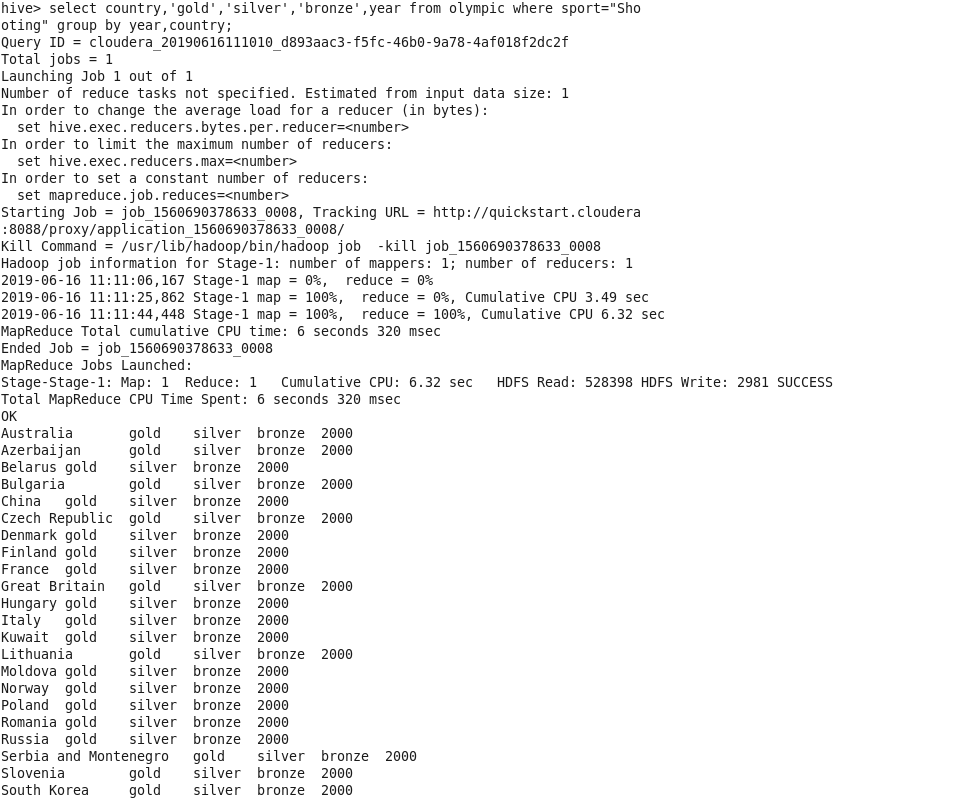 hive> select country,'gold','silver','bronze',year from olympic where sport="Sho
oting" group by year,country;
Query ID = cloudera_20190616111010_d893aac3-f5fc-46b0-9a78-4af018f2dc2f
Total jobs = 1
Launching Job 1 out of 1
Number of reduce tasks not specified. Estimated from input data size: 1
In order to change the average load for a reducer (in bytes):
  set hive.exec.reducers.bytes.per.reducer=<number>
In order to limit the maximum number of reducers:
  set hive.exec.reducers.max=<number>
In order to set a constant number of reducers:
  set mapreduce.job.reduces=<number>
Starting Job = job_1560690378633_0008, Tracking URL = http://quickstart.cloudera
:8088/proxy/application_1560690378633_0008/
Kill Command = /usr/lib/hadoop/bin/hadoop job  -kill job_1560690378633_0008
Hadoop job information for Stage-1: number of mappers: 1; number of reducers: 1
2019-06-16 11:11:06,167 Stage-1 map = 0%,  reduce = 0%
2019-06-16 11:11:25,862 Stage-1 map = 100%,  reduce = 0%, Cumulative CPU 3.49 sec
2019-06-16 11:11:44,448 Stage-1 map = 100%,  reduce = 100%, Cumulative CPU 6.32 sec
MapReduce Total cumulative CPU time: 6 seconds 320 msec
Ended Job = job_1560690378633_0008
MapReduce Jobs Launched:
Stage-Stage-1: Map: 1  Reduce: 1   Cumulative CPU: 6.32 sec   HDFS Read: 528398 HDFS Write: 2981 SUCCESS
Total MapReduce CPU Time Spent: 6 seconds 320 msec
OK
Australia       gold    silver  bronze  2000
Azerbaijan      gold    silver  bronze  2000
Belarus gold    silver  bronze  2000
Bulgaria        gold    silver  bronze  2000
China   gold    silver  bronze  2000
Czech Republic  gold    silver  bronze  2000
Denmark gold    silver  bronze  2000
Finland gold    silver  bronze  2000
France  gold    silver  bronze  2000
Great Britain   gold    silver  bronze  2000
Hungary gold    silver  bronze  2000
Italy   gold    silver  bronze  2000
Kuwait  gold    silver  bronze  2000
Lithuania       gold    silver  bronze  2000
Moldova gold    silver  bronze  2000
Norway  gold    silver  bronze  2000
Poland  gold    silver  bronze  2000
Romania gold    silver  bronze  2000
Russia  gold    silver  bronze  2000
Serbia and Montenegro   gold    silver  bronze  2000
Slovenia        gold    silver  bronze  2000
South Korea     gold    silver  bronze  2000